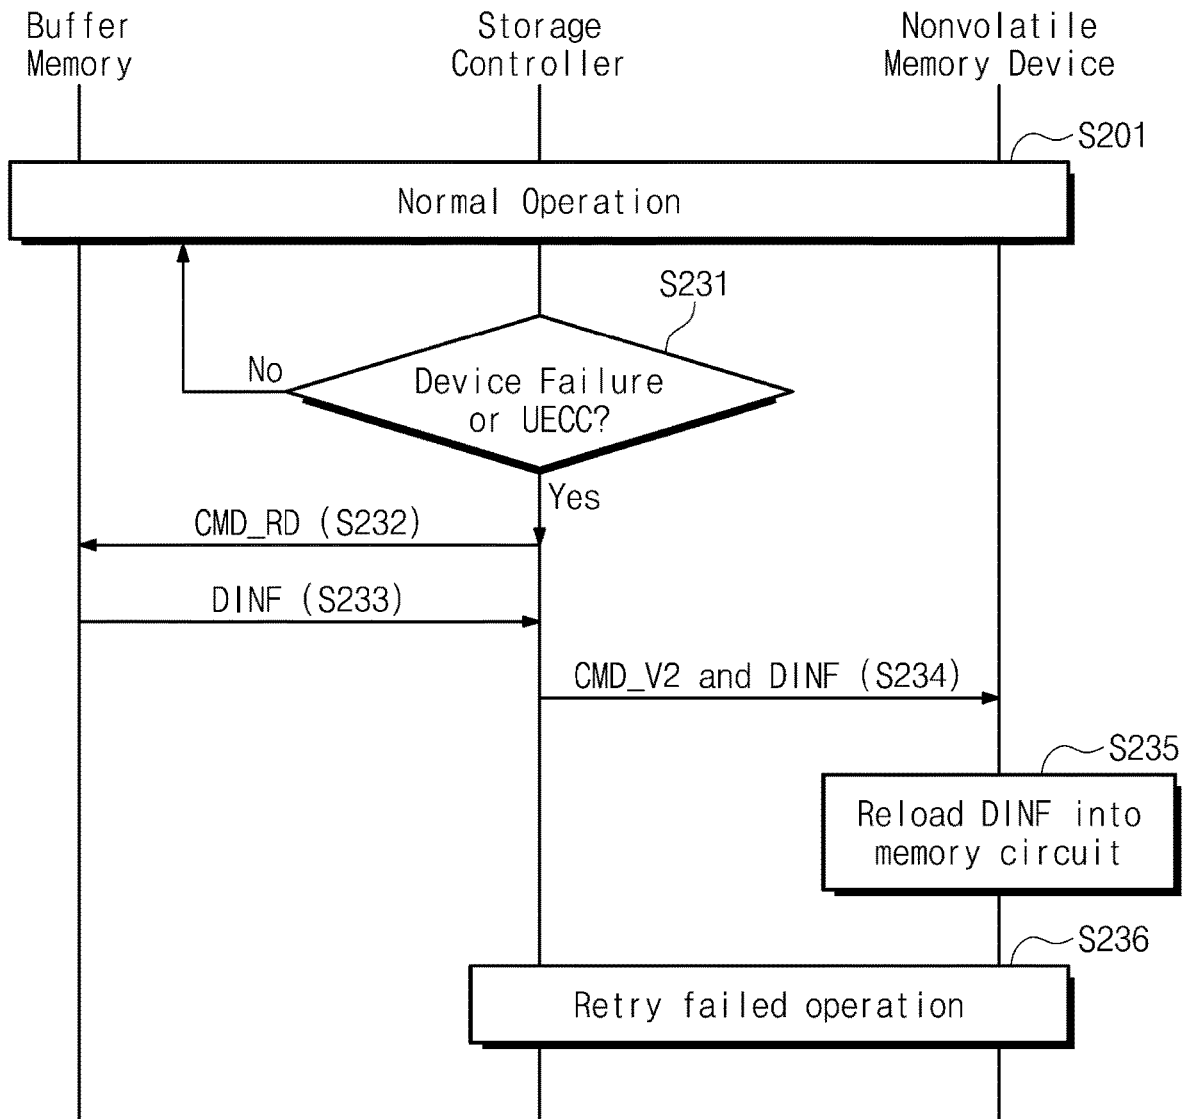 Buffer
Memory
Storage
Controller
Nonvolatile
Memory Device
S201
Normal Operation
S231
No
Device Failure
or UECC?
Yes
CMD_RD (S232)
DINF (S233)
CMD_V2 and DINF (S234)
S235
Reload DINF into
memory circuit
S236
Retry failed operation